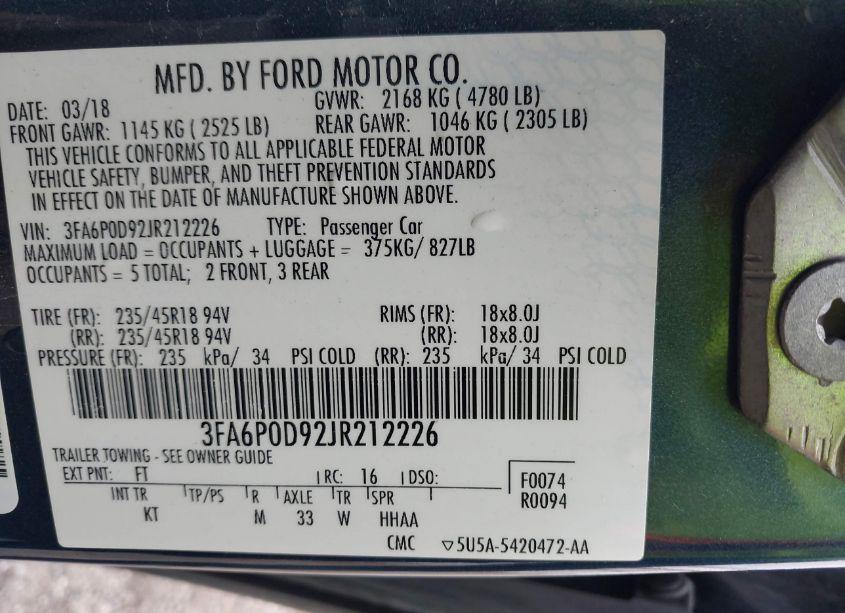 MFD. BY FORD MOTOR CO.
DATE: 03/18 GVWR: 2168 KG ( 4780 LB)
FRONT GAWR: 1145 KG ( 2525 LB) REAR GAWR: 1046 KG ( 2305 LB)
THIS VEHICLE CONFORMS TO ALL APPLICABLE FEDERAL MOTOR
VEHICLE SAFETY, BUMPER, AND THEFT PREVENTION STANDARDS
IN EFFECT ON THE DATE OF MANUFACTURE SHOWN ABOVE.
VIN: 3FA6P0D92JR212226 TYPE: Passenger Car
MAXIMUM LOAD = OCCUPANTS + LUGGAGE = 375KG/ 827LB
OCCUPANTS = 5 TOTAL; 2 FRONT, 3 REAR
TIRE (FR): 235/45R18 94V RIMS (FR): 18x8.0J
(RR): 235/45R18 94V (RR): 18x8.0J
PRESSURE (FR): 235 kPa/ 34 PSI COLD (RR): 235 kPa/ 34 PSI COLD
3FA6P0D92JR212226
TRAILER TOWING - SEE OWNER GUIDE
EXT PNT: FT RC: 16 DSO: F0074
INT TR TP/PS R AXLE TR SPR R0094
KT M 33 W HHAA
CMC ▽5U5A-5420472-AA